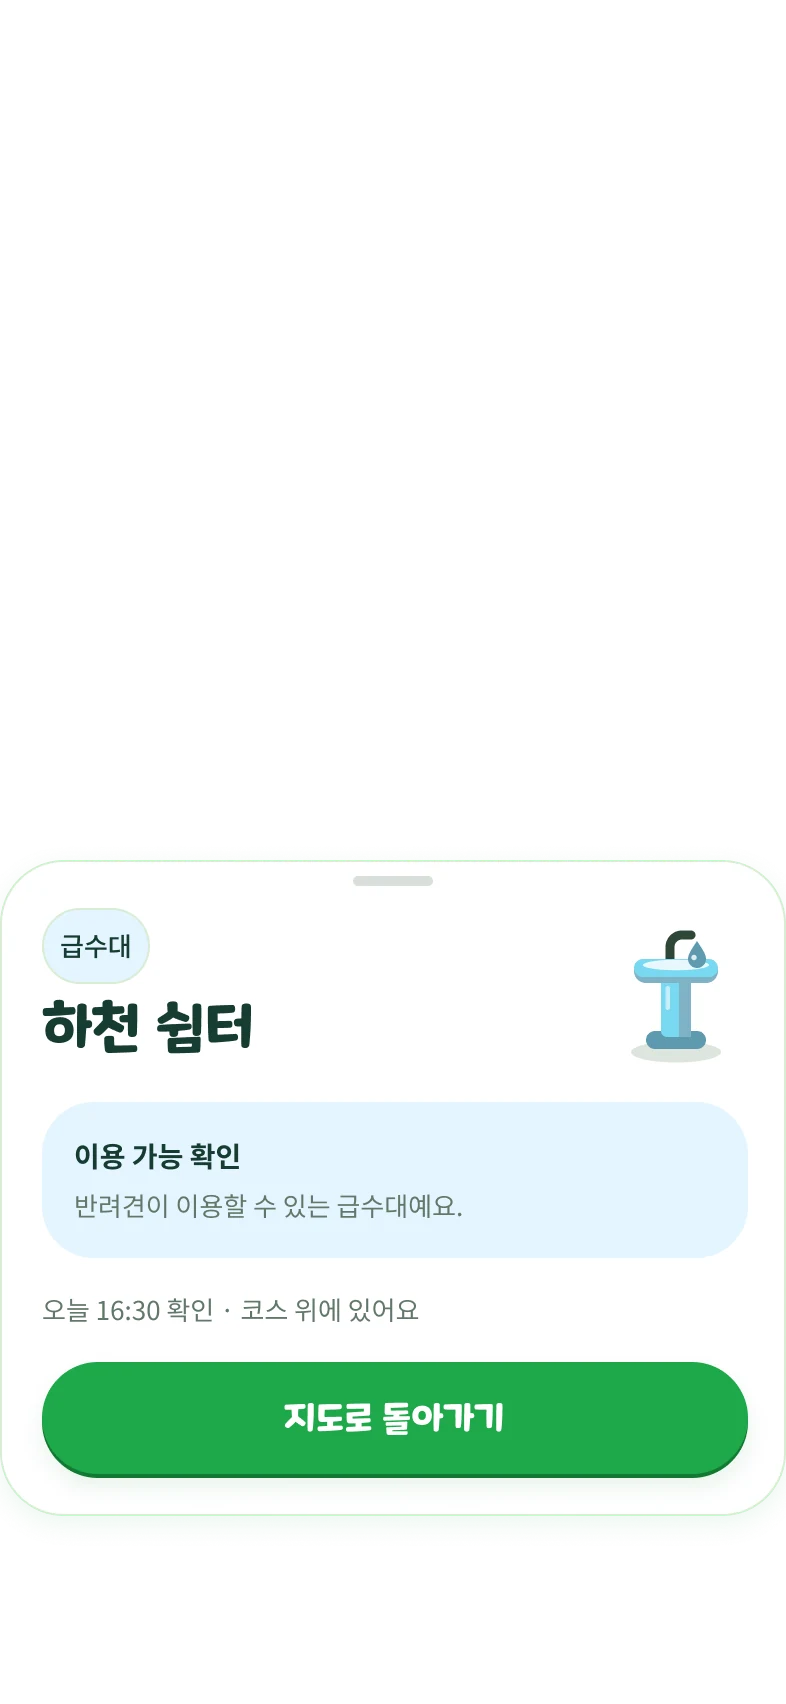 급수대
하천 쉼터
이용 가능 확인
반려견이 이용할 수 있는 급수대예요.
오늘 16:30 확인 · 코스 위에 있어요
지도로 돌아가기